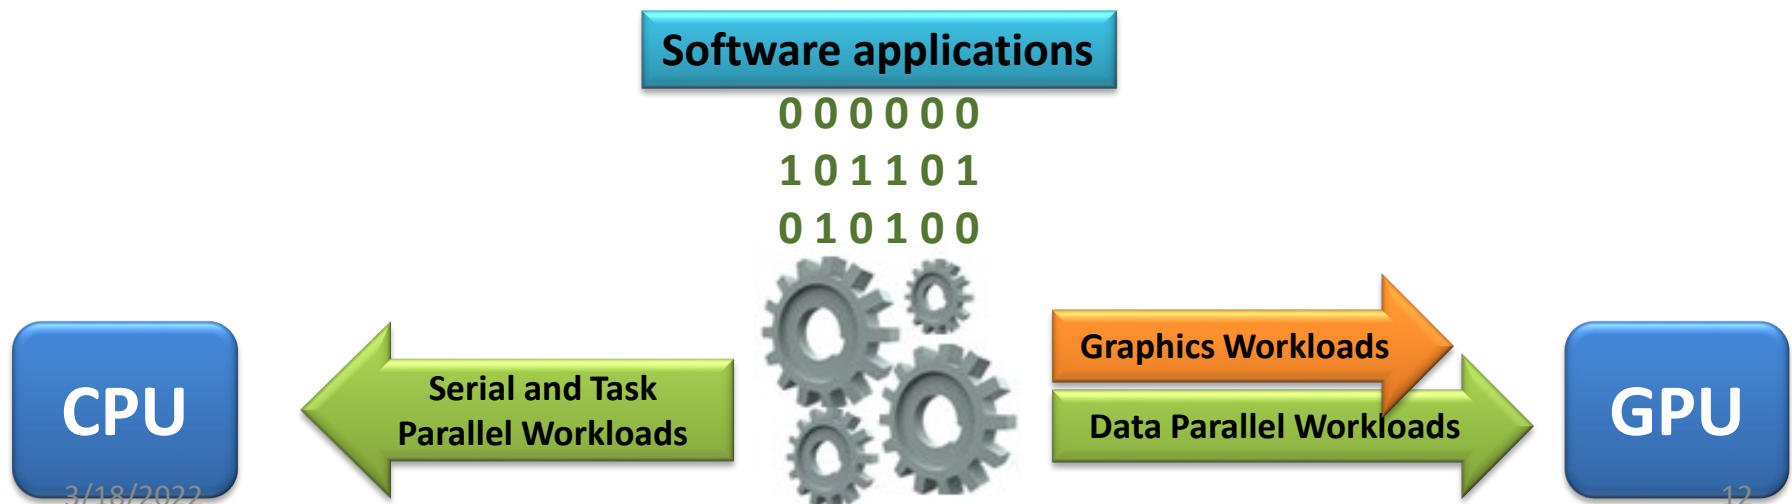 Software applications
0 0 0 0 0 0
1 0 1 1 0 1
0 1 0 1 0 0
CPU
Serial and Task
Parallel Workloads
Graphics Workloads
Data Parallel Workloads
GPU
3/18/2022
12